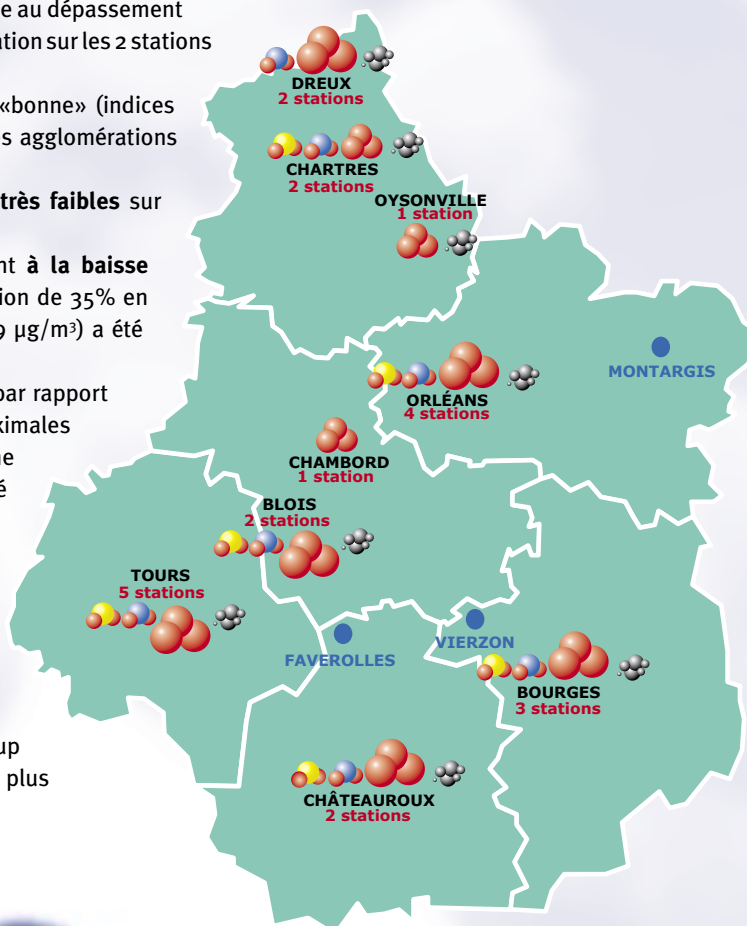 e au dépassement
ation sur les 2 stations
«bonne» (indices
s agglomérations
très faibles sur
nt à la baisse
ion de 35% en
9 µg/m³) a été
par rapport
ximales
ne
é
up
plus
DREUX
2 stations
CHARTRES
2 stations
OYSONVILLE
1 station
MONTARGIS
ORLÉANS
4 stations
CHAMBORD
1 station
BLOIS
2 stations
TOURS
5 stations
FAVEROLLES
VIERZON
BOURGES
3 stations
CHÂTEAUROUX
2 stations